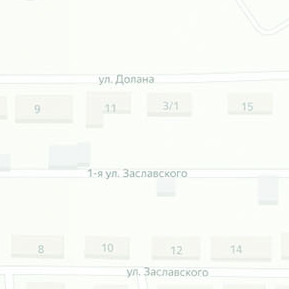 ул. Долана
9 11 3/1 15
1-я ул. Заславского
8 10 12 14
ул. Заславского